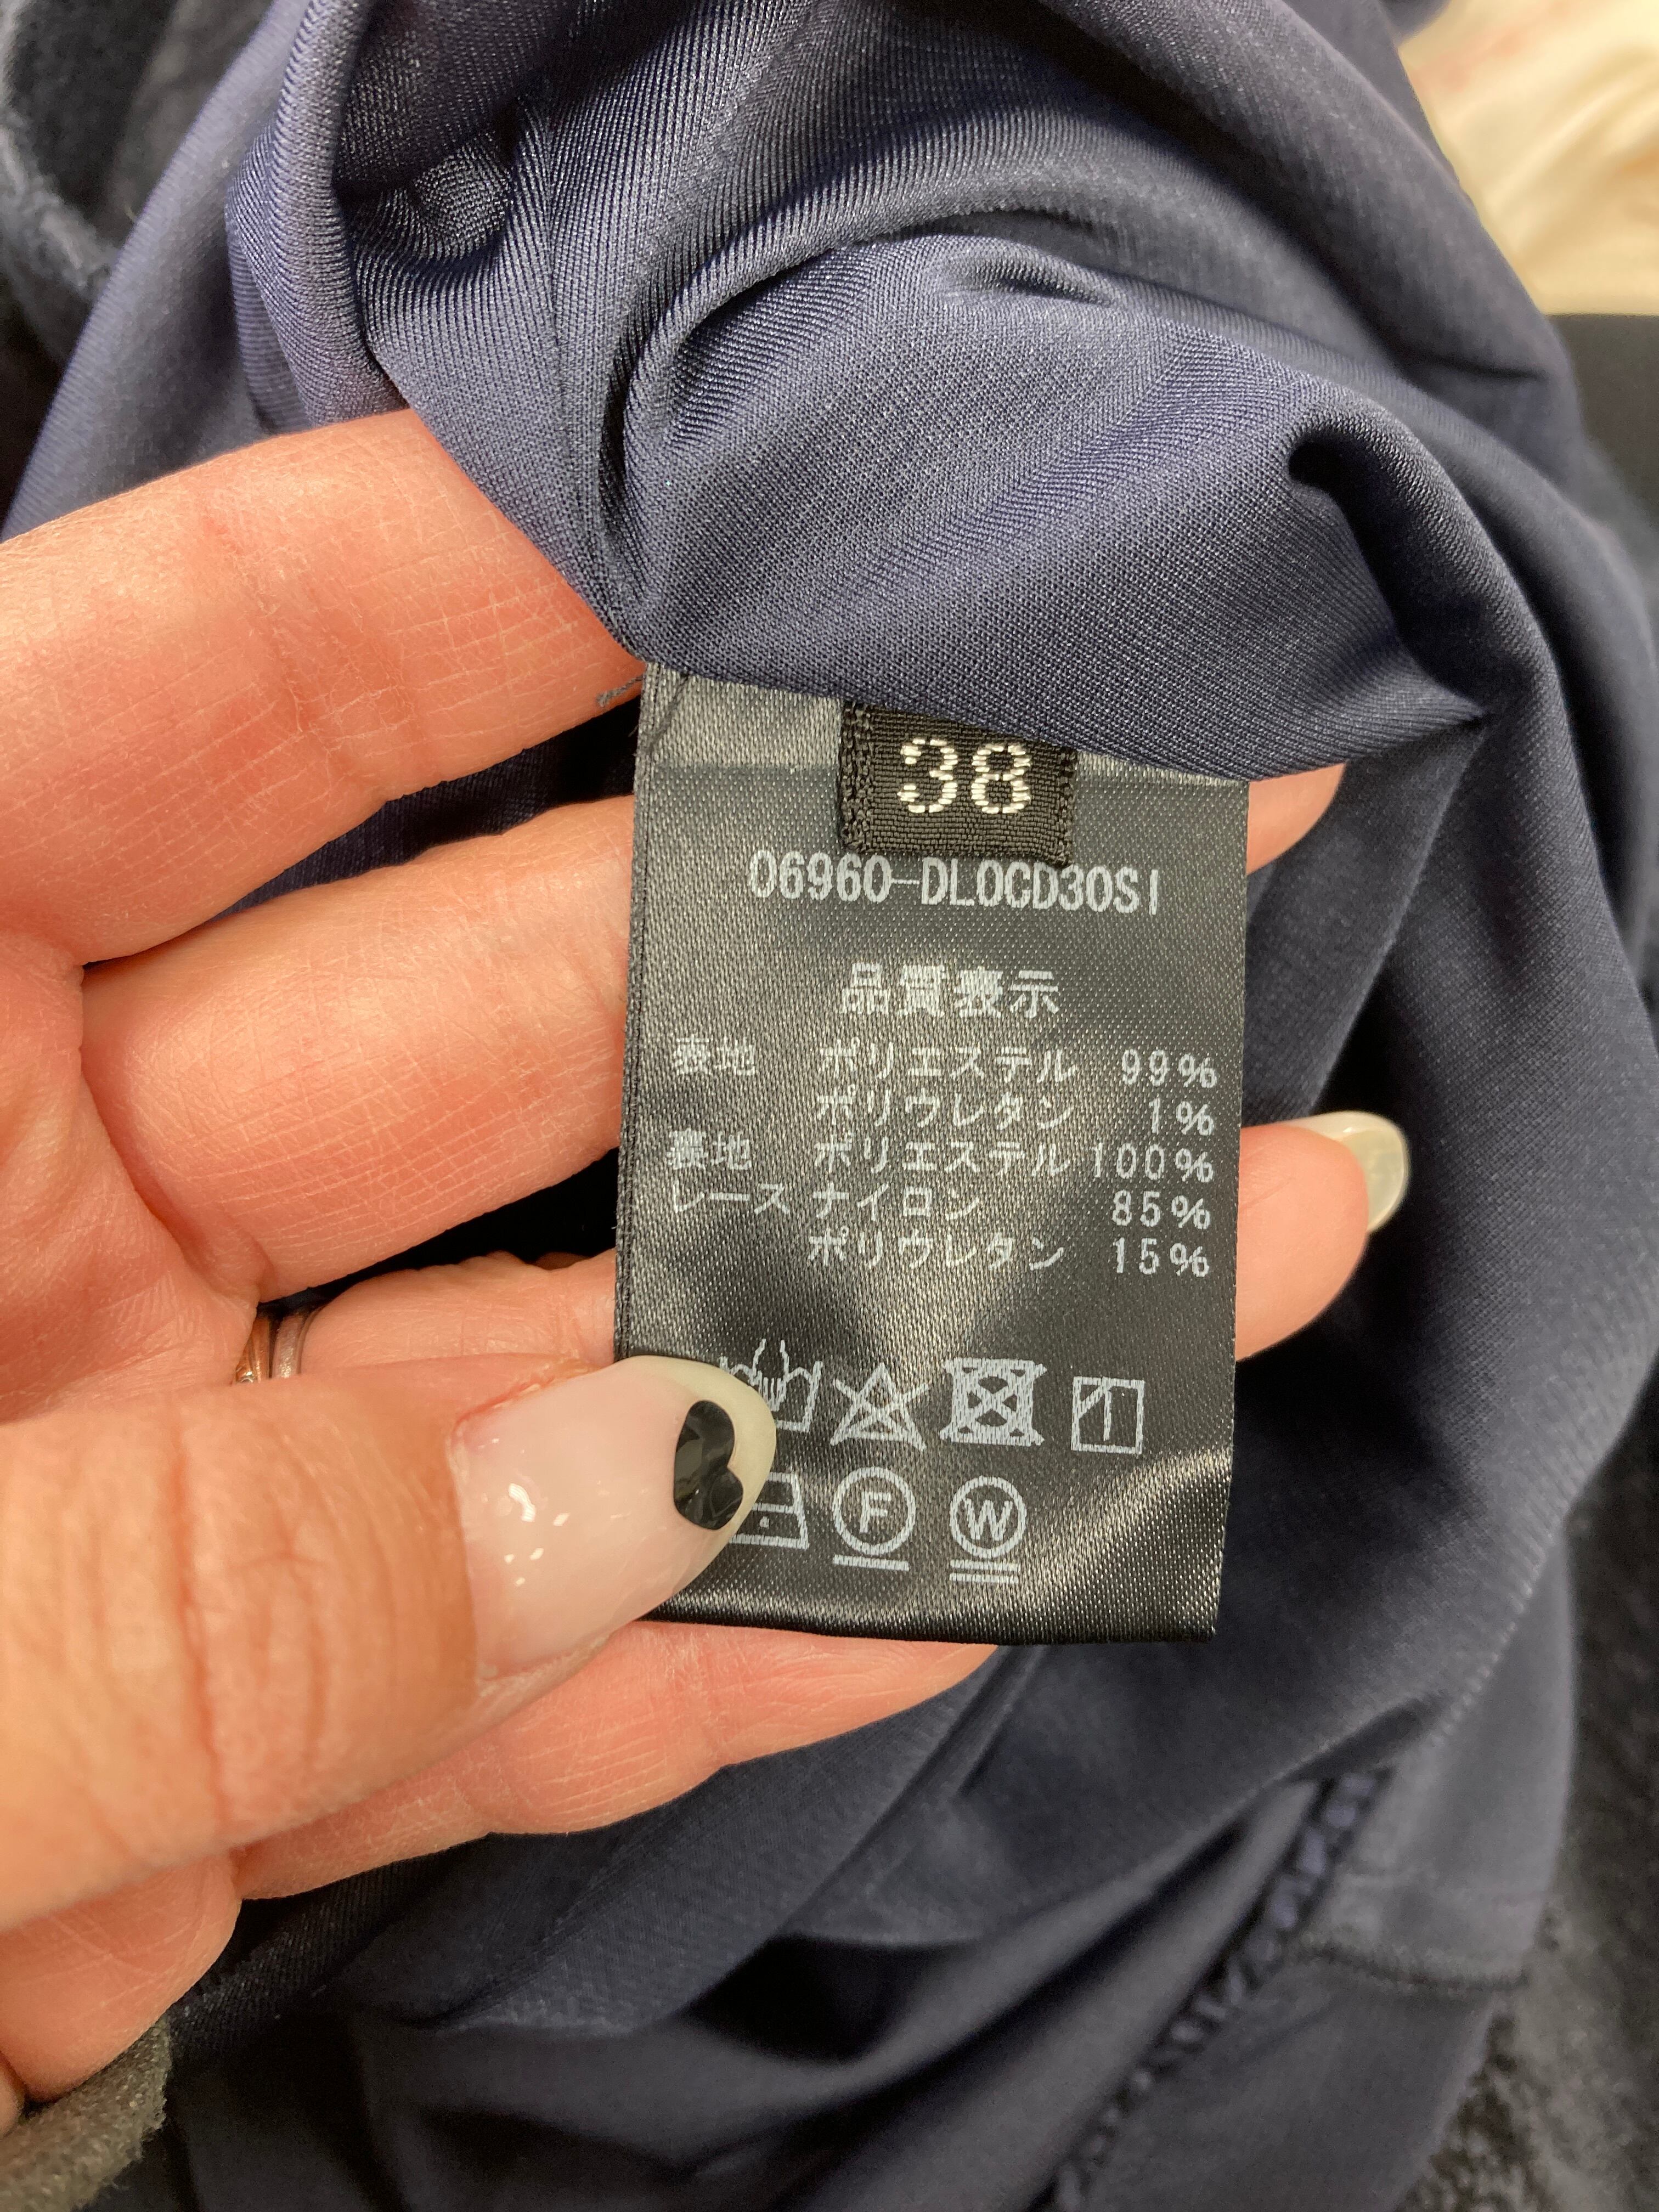 38
06960-DL0CD30SI
品質表示
表地 ポリエステル 99%
ポリウレタン 1%
裏地 ポリエステル 100%
レース ナイロン 85%
ポリウレタン 15%
F W